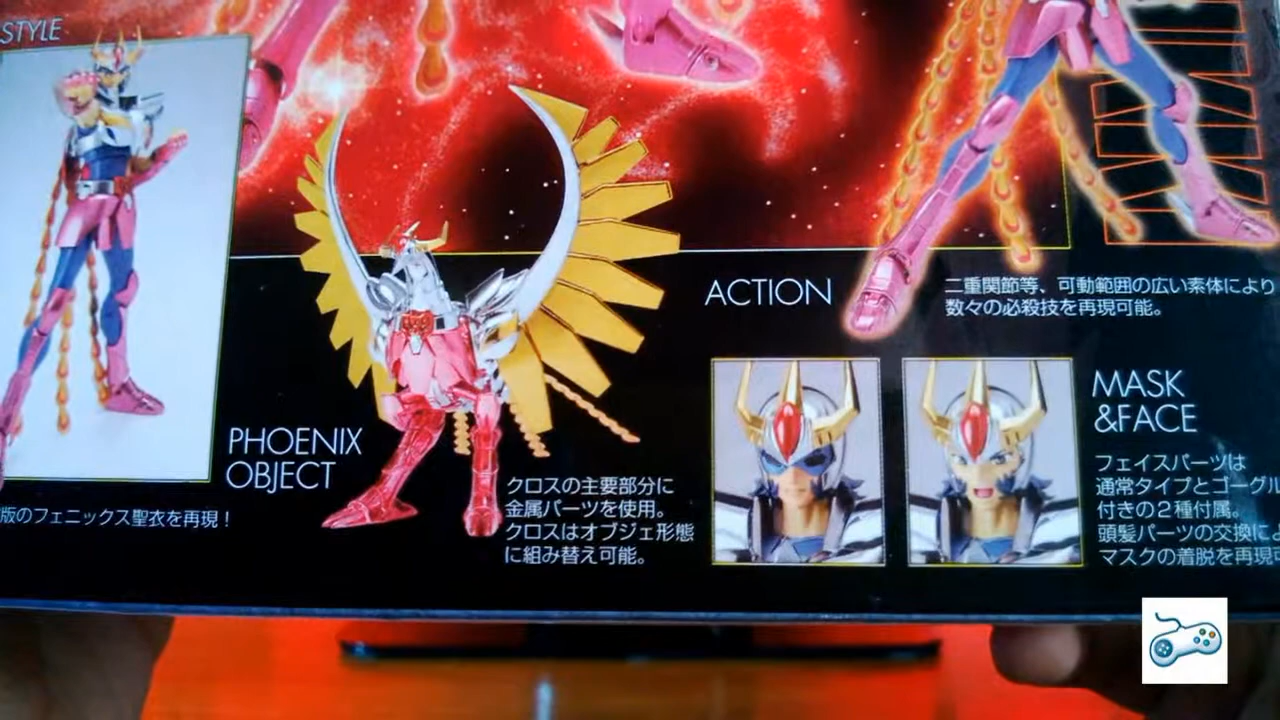 STYLE
版のフェニックス聖衣を再現！
PHOENIX
OBJECT
クロスの主要部分に
金属パーツを使用。
クロスはオブジェ形態
に組み替え可能。
ACTION
二重関節等、可動範囲の広い素体により
数々の必殺技を再現可能。
MASK
&FACE
フェイスパーツは
通常タイプとゴーグル
付きの2種付属。
頭髪パーツの交換によ
マスクの着脱を再現可